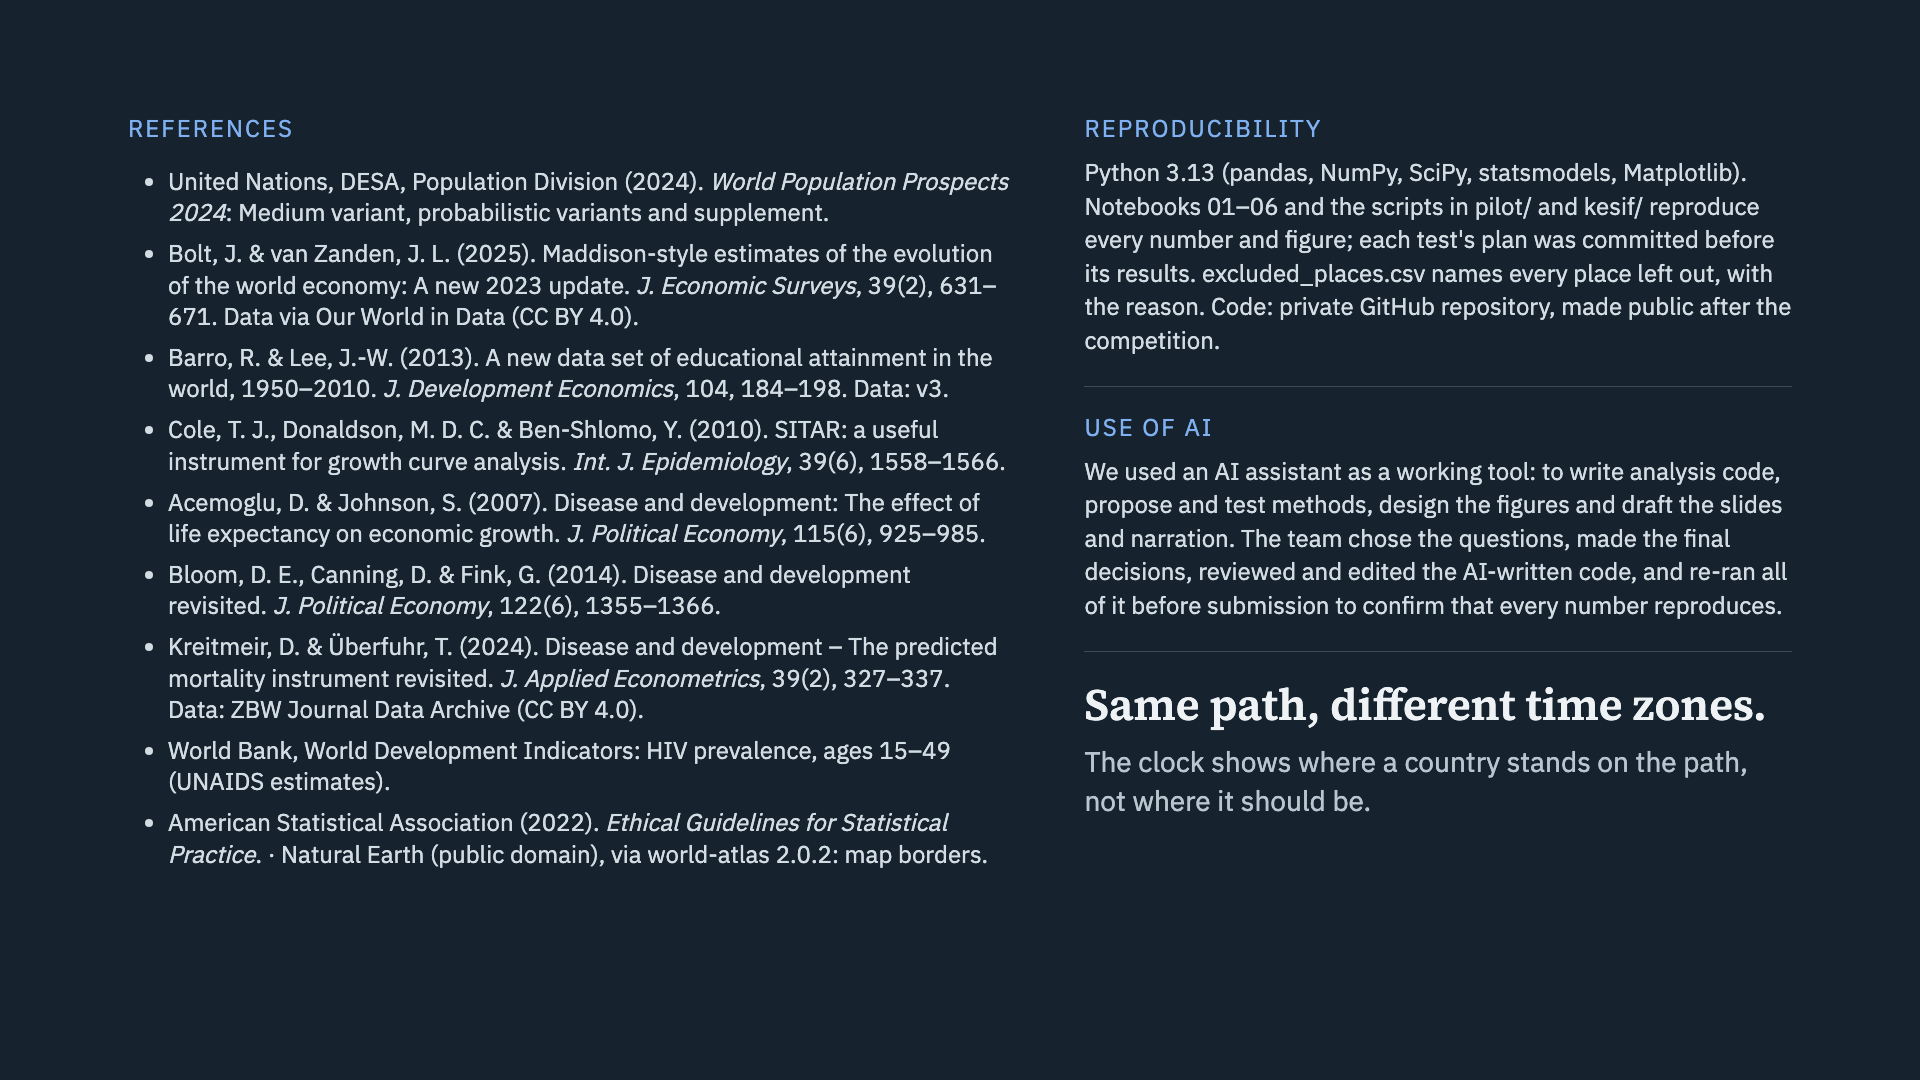 REFERENCES
• United Nations, DESA, Population Division (2024). World Population Prospects
2024: Medium variant, probabilistic variants and supplement.
• Bolt, J. & van Zanden, J. L. (2025). Maddison-style estimates of the evolution
of the world economy: A new 2023 update. J. Economic Surveys, 39(2), 631–
671. Data via Our World in Data (CC BY 4.0).
• Barro, R. & Lee, J.-W. (2013). A new data set of educational attainment in the
world, 1950–2010. J. Development Economics, 104, 184–198. Data: v3.
• Cole, T. J., Donaldson, M. D. C. & Ben-Shlomo, Y. (2010). SITAR: a useful
instrument for growth curve analysis. Int. J. Epidemiology, 39(6), 1558–1566.
• Acemoglu, D. & Johnson, S. (2007). Disease and development: The effect of
life expectancy on economic growth. J. Political Economy, 115(6), 925–985.
• Bloom, D. E., Canning, D. & Fink, G. (2014). Disease and development
revisited. J. Political Economy, 122(6), 1355–1366.
• Kreitmeir, D. & Überfuhr, T. (2024). Disease and development – The predicted
mortality instrument revisited. J. Applied Econometrics, 39(2), 327–337.
Data: ZBW Journal Data Archive (CC BY 4.0).
• World Bank, World Development Indicators: HIV prevalence, ages 15–49
(UNAIDS estimates).
• American Statistical Association (2022). Ethical Guidelines for Statistical
Practice. · Natural Earth (public domain), via world-atlas 2.0.2: map borders.
REPRODUCIBILITY
Python 3.13 (pandas, NumPy, SciPy, statsmodels, Matplotlib).
Notebooks 01–06 and the scripts in pilot/ and kesif/ reproduce
every number and figure; each test's plan was committed before
its results. excluded_places.csv names every place left out, with
the reason. Code: private GitHub repository, made public after the
competition.
USE OF AI
We used an AI assistant as a working tool: to write analysis code,
propose and test methods, design the figures and draft the slides
and narration. The team chose the questions, made the final
decisions, reviewed and edited the AI-written code, and re-ran all
of it before submission to confirm that every number reproduces.
Same path, different time zones.
The clock shows where a country stands on the path,
not where it should be.